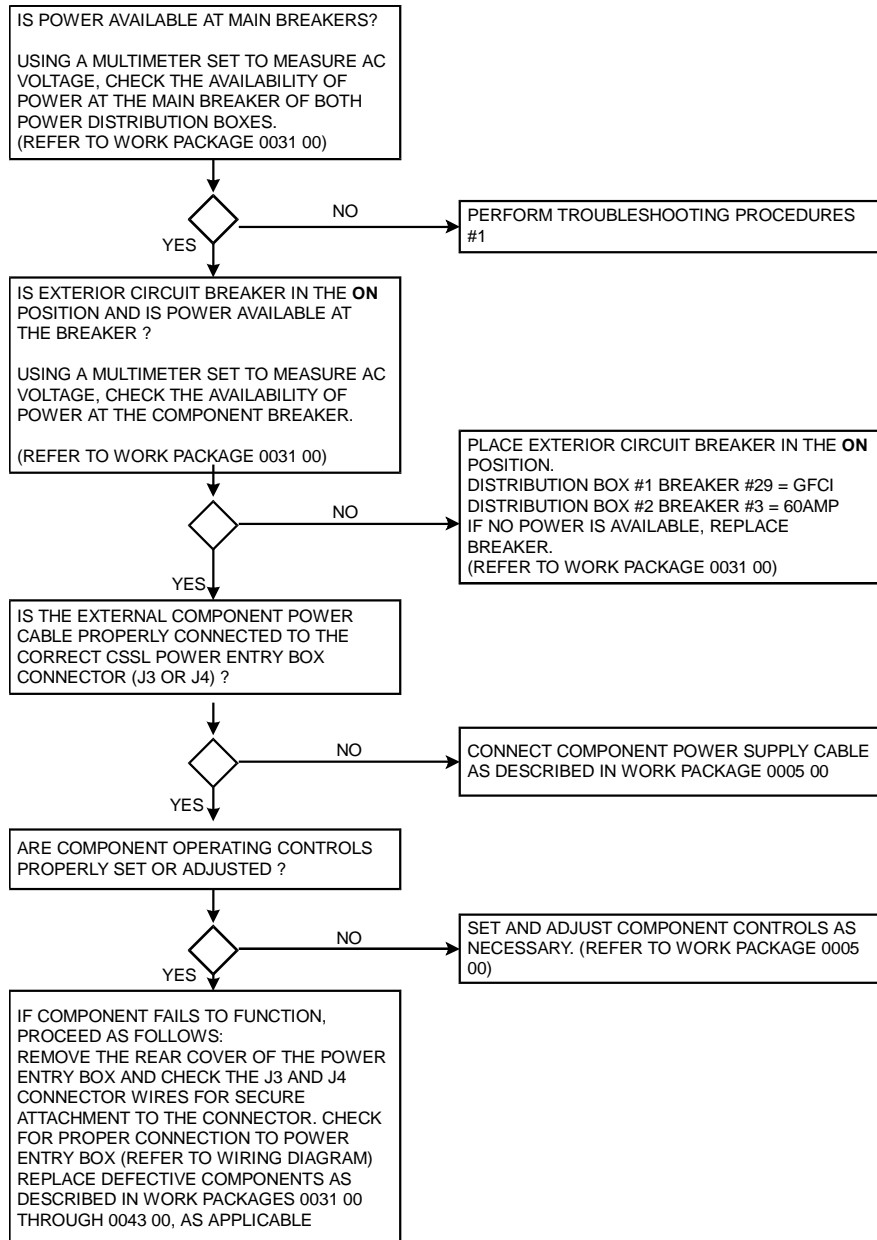 IS POWER AVAILABLE AT MAIN BREAKERS?
USING A MULTIMETER SET TO MEASURE AC
VOLTAGE, CHECK THE AVAILABILITY OF
POWER AT THE MAIN BREAKER OF BOTH
POWER DISTRIBUTION BOXES.
(REFER TO WORK PACKAGE 0031 00)
NO
PERFORM TROUBLESHOOTING PROCEDURES
#1
YES
IS EXTERIOR CIRCUIT BREAKER IN THE ON
POSITION AND IS POWER AVAILABLE AT
THE BREAKER ?
USING A MULTIMETER SET TO MEASURE AC
VOLTAGE, CHECK THE AVAILABILITY OF
POWER AT THE COMPONENT BREAKER.
(REFER TO WORK PACKAGE 0031 00)
NO
PLACE EXTERIOR CIRCUIT BREAKER IN THE ON
POSITION.
DISTRIBUTION BOX #1 BREAKER #29 = GFCI
DISTRIBUTION BOX #2 BREAKER #3 = 60AMP
IF NO POWER IS AVAILABLE, REPLACE
BREAKER.
(REFER TO WORK PACKAGE 0031 00)
YES
IS THE EXTERNAL COMPONENT POWER
CABLE PROPERLY CONNECTED TO THE
CORRECT CSSL POWER ENTRY BOX
CONNECTOR (J3 OR J4) ?
NO
CONNECT COMPONENT POWER SUPPLY CABLE
AS DESCRIBED IN WORK PACKAGE 0005 00
YES
ARE COMPONENT OPERATING CONTROLS
PROPERLY SET OR ADJUSTED ?
NO
SET AND ADJUST COMPONENT CONTROLS AS
NECESSARY. (REFER TO WORK PACKAGE 0005
00)
YES
IF COMPONENT FAILS TO FUNCTION,
PROCEED AS FOLLOWS:
REMOVE THE REAR COVER OF THE POWER
ENTRY BOX AND CHECK THE J3 AND J4
CONNECTOR WIRES FOR SECURE
ATTACHMENT TO THE CONNECTOR. CHECK
FOR PROPER CONNECTION TO POWER
ENTRY BOX (REFER TO WIRING DIAGRAM)
REPLACE DEFECTIVE COMPONENTS AS
DESCRIBED IN WORK PACKAGES 0031 00
THROUGH 0043 00, AS APPLICABLE